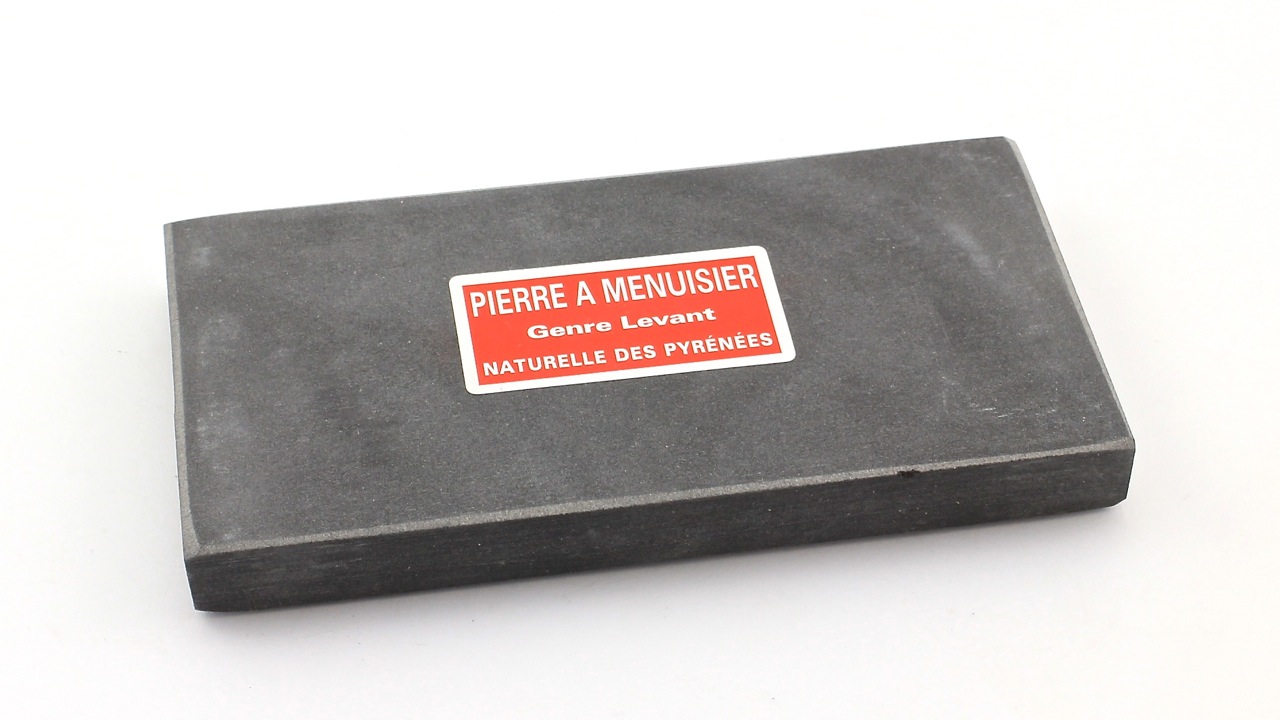 PIERRE A MENUISIER
Genre Levant
NATURELLE DES PYRÉNÉES